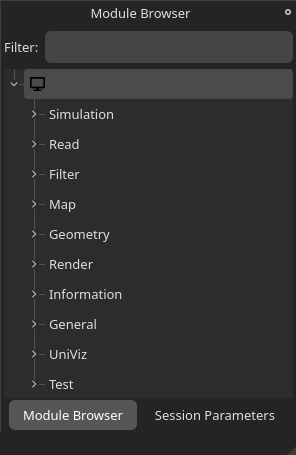 Module Browser
Filter:
Simulation
Read
Filter
Map
Geometry
Render
Information
General
UniViz
Test
Module Browser Session Parameters